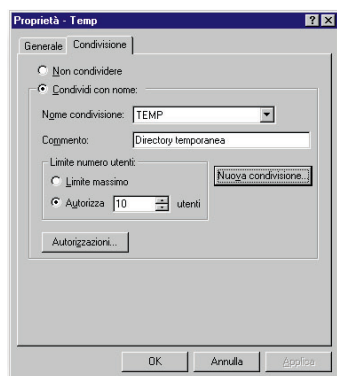 Proprietà - Temp
Generale Condivisione
Non condividere
Condividi con nome:
Nome condivisione: TEMP
Commento: Directory temporanea
Limite numero utenti:
Limite massimo
Nuova condivisione...
Autorizza 10 utenti
Autorizzazioni...
OK Annulla Applica